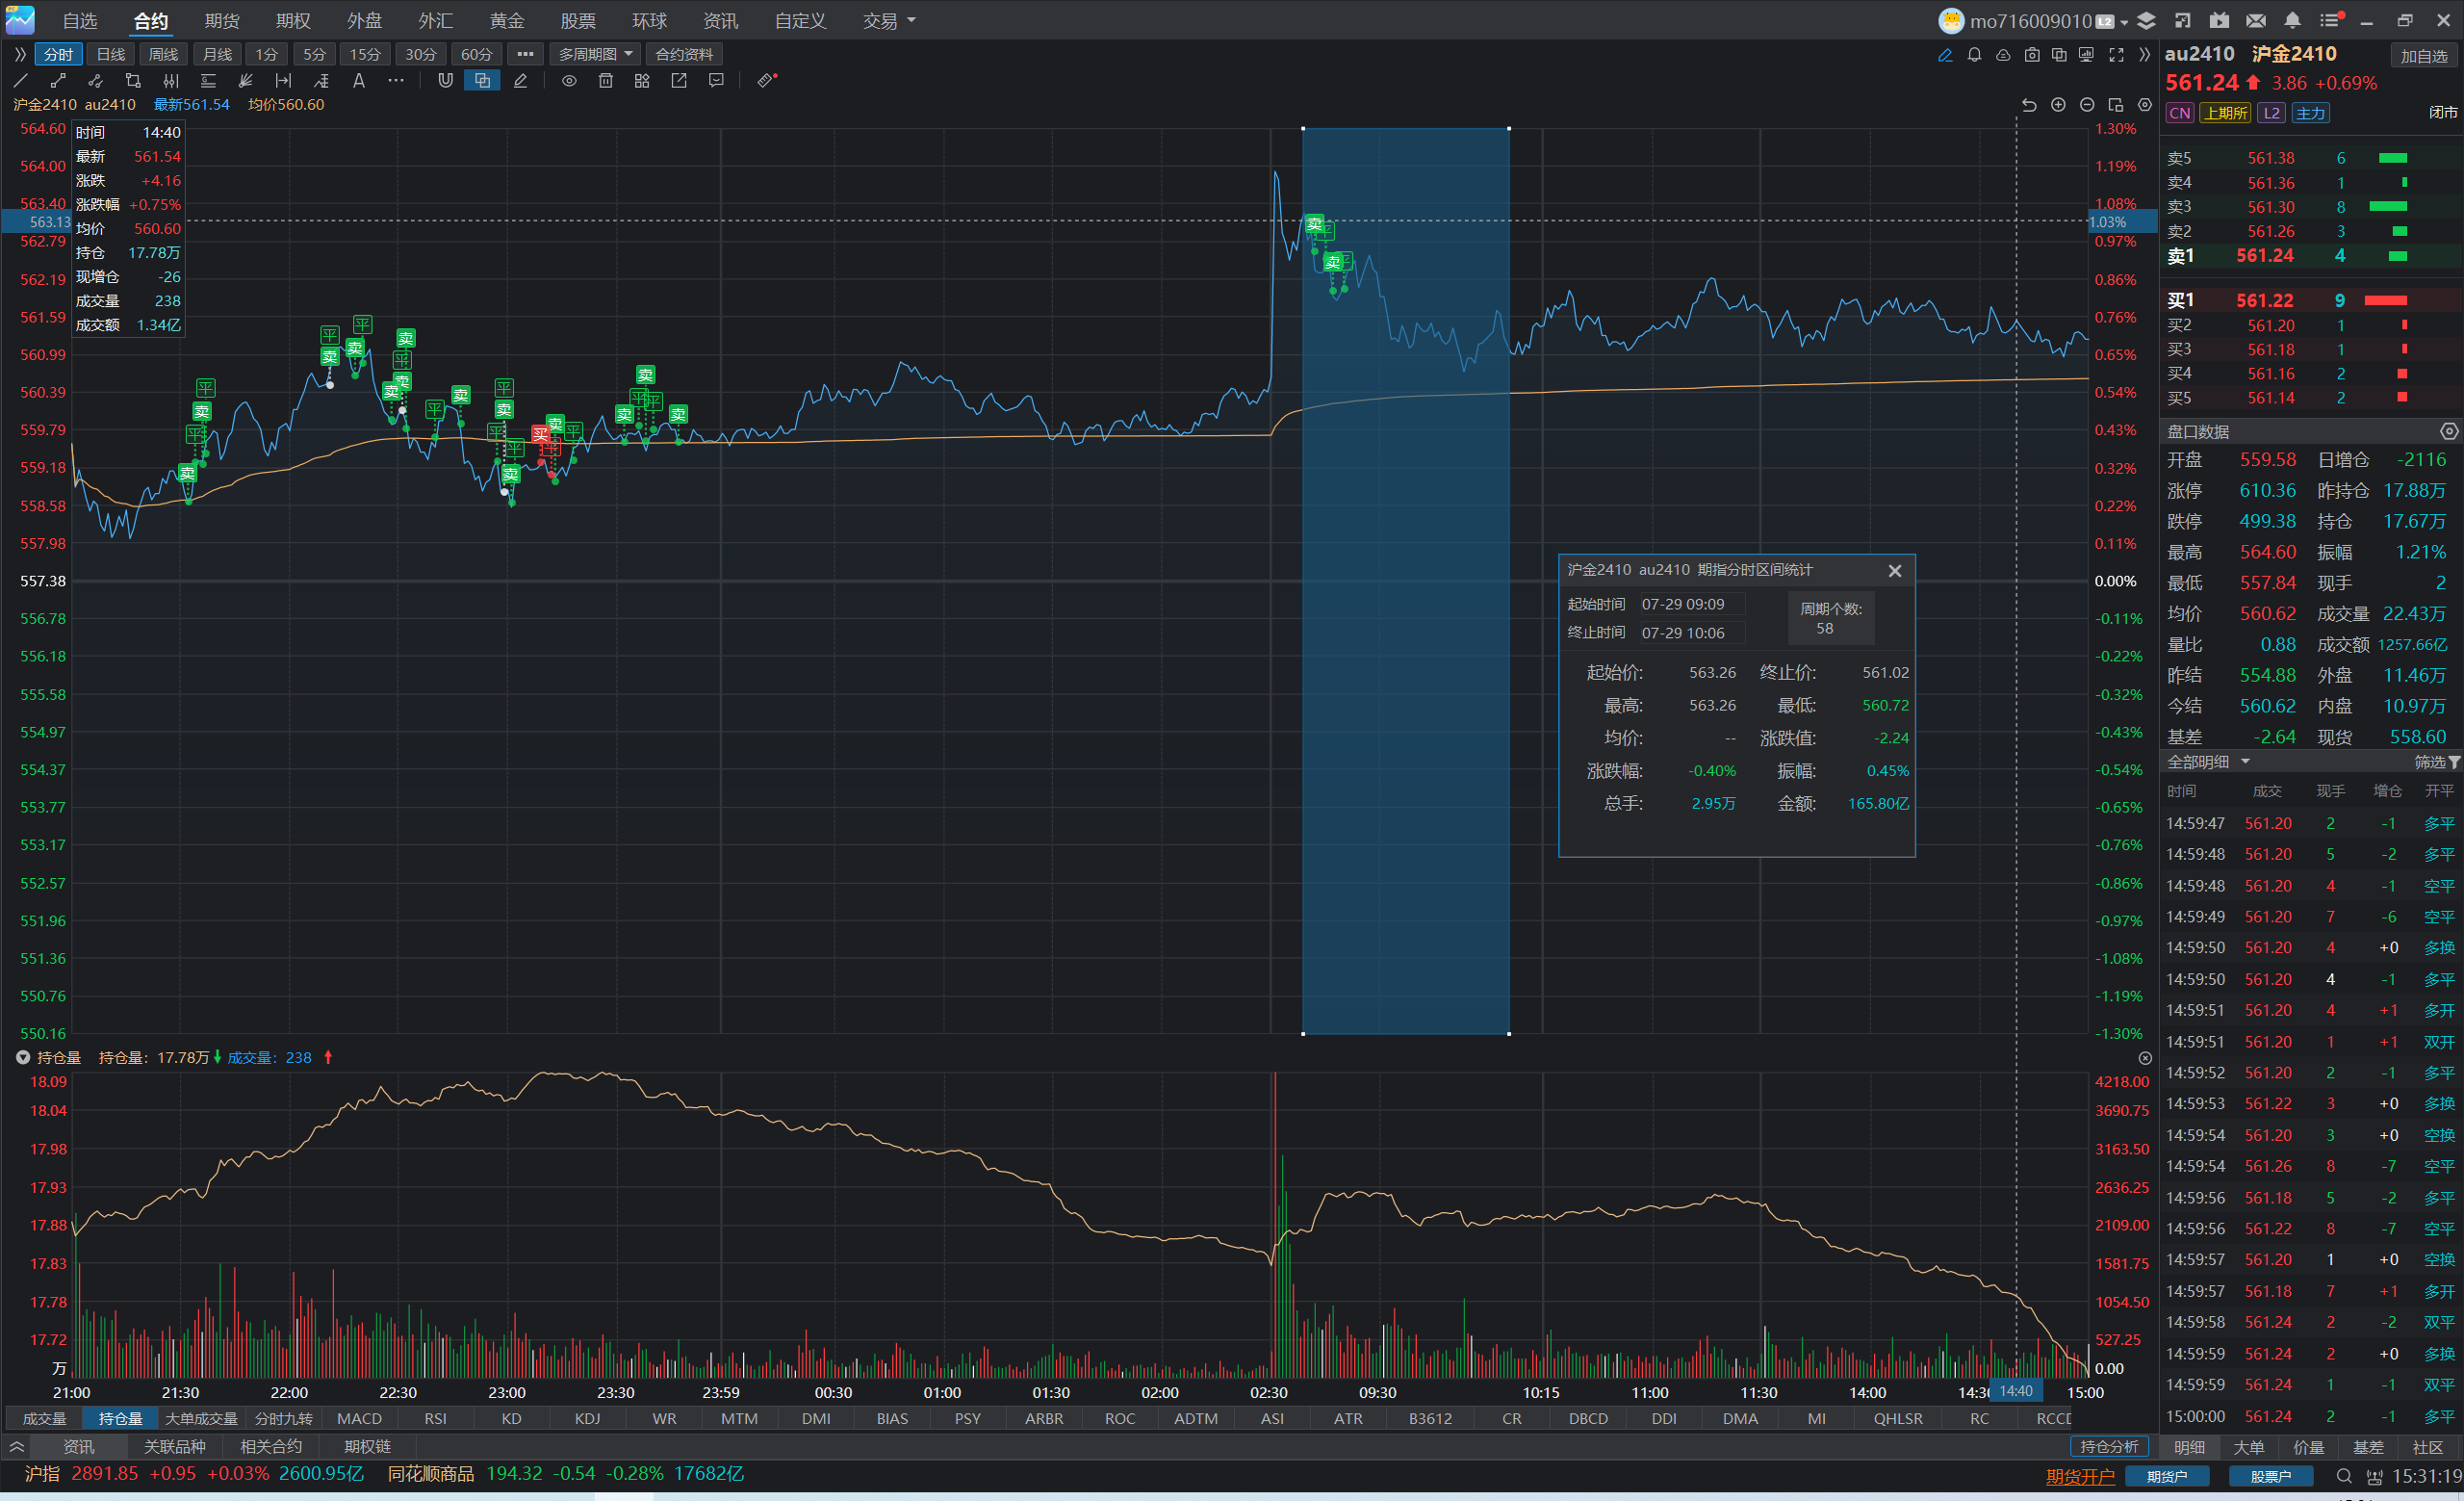 自选 合约 期货 期权 外盘 外汇 黄金 股票 环球 资讯 自定义 交易 mo716009010 L2
分时 日线 周线 月线 1分 5分 15分 30分 60分 ••• 多周期图 合约资料
沪金2410 au2410 最新561.54 均价560.60
时间 14:40
最新 561.54
涨跌 +4.16
涨跌幅 +0.75%
均价 560.60
持仓 17.78万
现增仓 -26
成交量 238
成交额 1.34亿
564.60 1.30%
564.00 1.19%
563.40 1.08%
563.13 1.03%
562.79 0.97%
562.19 0.86%
561.59 0.76%
560.99 0.65%
560.39 0.54%
559.79 0.43%
559.18 0.32%
558.58 0.22%
557.98 0.11%
557.38 0.00%
556.78 -0.11%
556.18 -0.22%
555.58 -0.32%
554.97 -0.43%
554.37 -0.54%
553.77 -0.65%
553.17 -0.76%
552.57 -0.86%
551.96 -0.97%
551.36 -1.08%
550.76 -1.19%
550.16 -1.30%
沪金2410 au2410 期指分时区间统计
起始时间 07-29 09:09
终止时间 07-29 10:06
周期个数:
58
起始价: 563.26 终止价: 561.02
最高: 563.26 最低: 560.72
均价: -- 涨跌值: -2.24
涨跌幅: -0.40% 振幅: 0.45%
总手: 2.95万 金额: 165.80亿
持仓量 持仓量: 17.78万 成交量: 238
18.09 4218.00
18.04 3690.75
17.98 3163.50
17.93 2636.25
17.88 2109.00
17.83 1581.75
17.78 1054.50
17.72 527.25
万 0.00
21:00 21:30 22:00 22:30 23:00 23:30 23:59 00:30 01:00 01:30 02:00 02:30 09:30 10:15 11:00 11:30 14:00 14:30 14:40 15:00
成交量 持仓量 大单成交量 分时九转 MACD RSI KD KDJ WR MTM DMI BIAS PSY ARBR ROC ADTM ASI ATR B3612 CR DBCD DDI DMA MI QHLSR RC
资讯 关联品种 相关合约 期权链 持仓分析
沪指 2891.85 +0.95 +0.03% 2600.95亿 同花顺商品 194.32 -0.54 -0.28% 17682亿 期货开户 期货户 股票户 15:31:19
au2410 沪金2410 加自选
561.24 3.86 +0.69%
CN 上期所 L2 主力 闭市
卖5 561.38 6
卖4 561.36 1
卖3 561.30 8
卖2 561.26 3
卖1 561.24 4
买1 561.22 9
买2 561.20 1
买3 561.18 1
买4 561.16 2
买5 561.14 2
盘口数据
开盘 559.58 日增仓 -2116
涨停 610.36 昨持仓 17.88万
跌停 499.38 持仓 17.67万
最高 564.60 振幅 1.21%
最低 557.84 现手 2
均价 560.62 成交量 22.43万
量比 0.88 成交额 1257.66亿
昨结 554.88 外盘 11.46万
今结 560.62 内盘 10.97万
基差 -2.64 现货 558.60
全部明细 筛选
时间 成交 现手 增仓 开平
14:59:47 561.20 2 -1 多平
14:59:48 561.20 5 -2 多平
14:59:48 561.20 4 -1 空平
14:59:49 561.20 7 -6 空平
14:59:50 561.20 4 +0 多换
14:59:50 561.20 4 -1 多平
14:59:51 561.20 4 +1 多开
14:59:51 561.20 1 +1 双开
14:59:52 561.20 2 -1 多平
14:59:53 561.22 3 +0 多换
14:59:54 561.20 3 +0 空换
14:59:54 561.26 8 -7 空平
14:59:56 561.18 5 -2 多平
14:59:56 561.22 8 -7 空平
14:59:57 561.20 1 +0 空换
14:59:57 561.18 7 +1 多开
14:59:58 561.24 2 -2 双平
14:59:59 561.24 2 +0 多换
14:59:59 561.24 1 -1 双平
15:00:00 561.24 2 -1 多平
明细 大单 价量 基差 社区